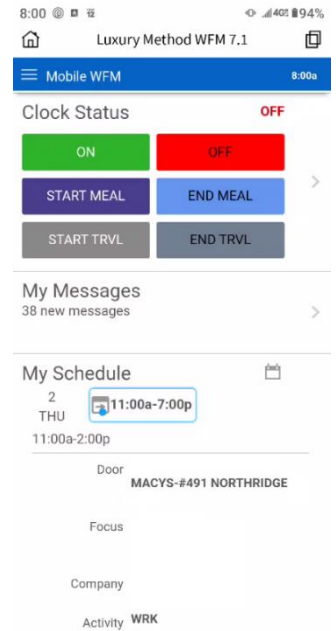 8:00 4G 94%
Luxury Method WFM 7.1
Mobile WFM 8:00a
Clock Status OFF
ON OFF
START MEAL END MEAL
START TRVL END TRVL
My Messages
38 new messages
My Schedule
2 11:00a-7:00p
THU
11:00a-2:00p
Door
MACYS-#491 NORTHRIDGE
Focus
Company
Activity WRK